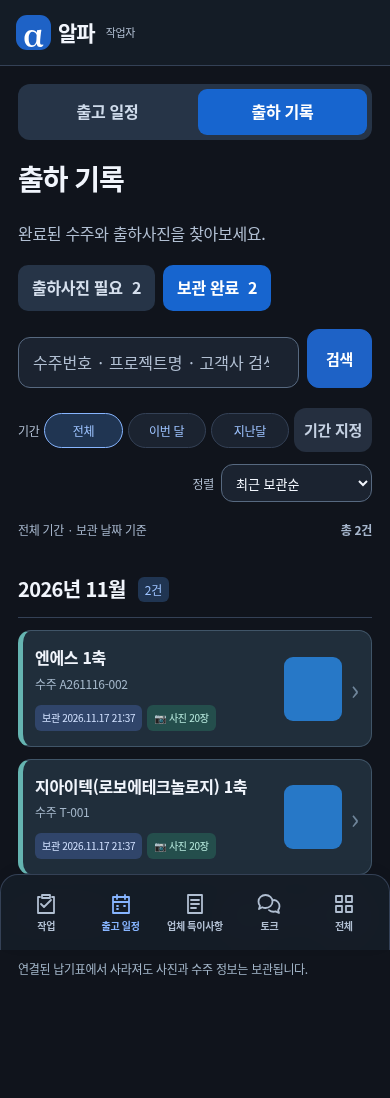 α 알파 작업자
출고 일정 출하 기록
출하 기록
완료된 수주와 출하사진을 찾아보세요.
출하사진 필요 2 보관 완료 2
수주번호 · 프로젝트명 · 고객사 검색
검색
기간 전체 이번 달 지난달 기간 지정
정렬 최근 보관순
전체 기간 · 보관 날짜 기준 총 2건
2026년 11월 2건
엔에스 1축
수주 A261116-002
보관 2026.11.17 21:37 📷 사진 20장
지아이텍(로보에테크놀로지) 1축
수주 T-001
보관 2026.11.17 21:37 📷 사진 20장
작업 출고 일정 업체 특이사항 토크 전체
연결된 납기표에서 사라져도 사진과 수주 정보는 보관됩니다.